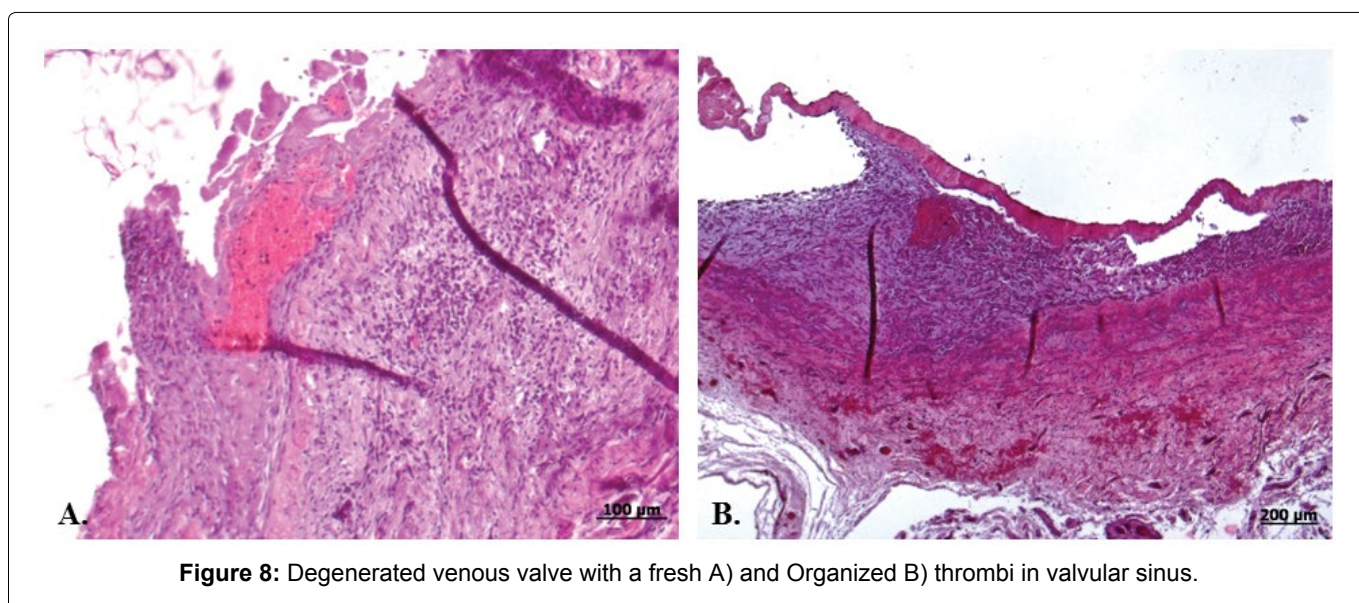 A.
100 µm
B.
200 µm
Figure 8: Degenerated venous valve with a fresh A) and Organized B) thrombi in valvular sinus.